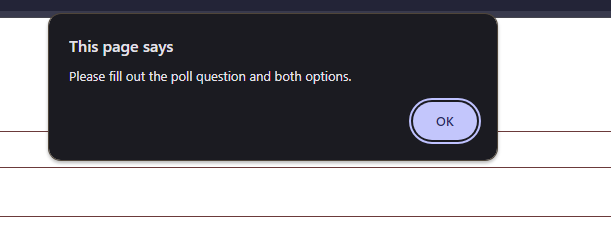 This page says
Please fill out the poll question and both options.
OK